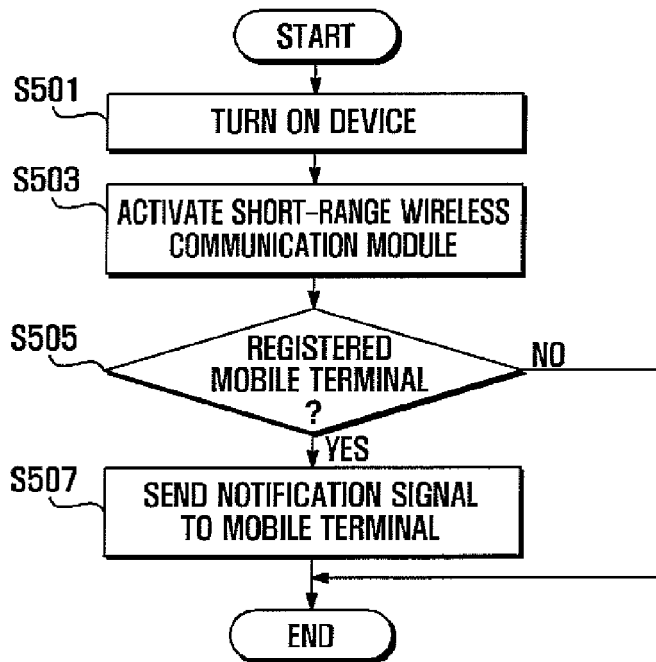 START
S501
TURN ON DEVICE
S503
ACTIVATE SHORT-RANGE WIRELESS
COMMUNICATION MODULE
S505
REGISTERED
MOBILE TERMINAL
?
NO
YES
S507
SEND NOTIFICATION SIGNAL
TO MOBILE TERMINAL
END